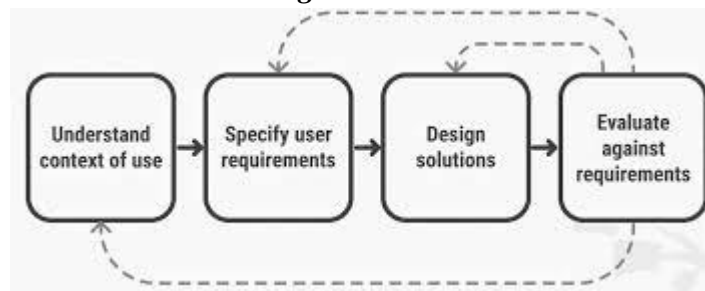 Understand
context of use
Specify user
requirements
Design
solutions
Evaluate
against
requirements